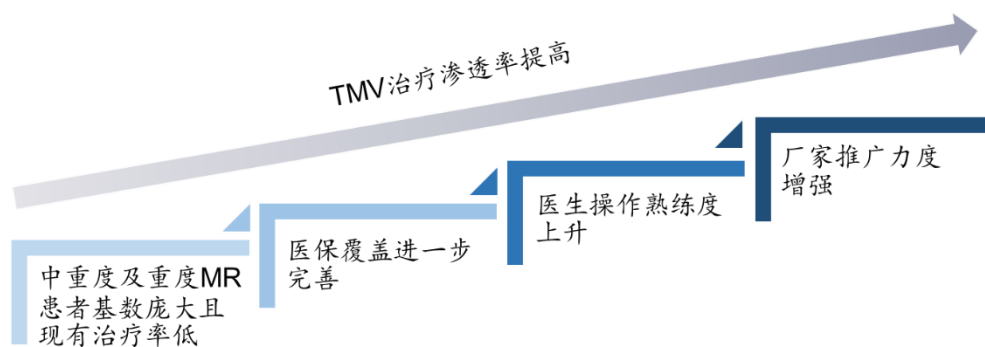 TMV治疗渗透率提高
中重度及重度MR
患者基数庞大且
现有治疗率低
医保覆盖进一步
完善
医生操作熟练度
上升
厂家推广力度
增强